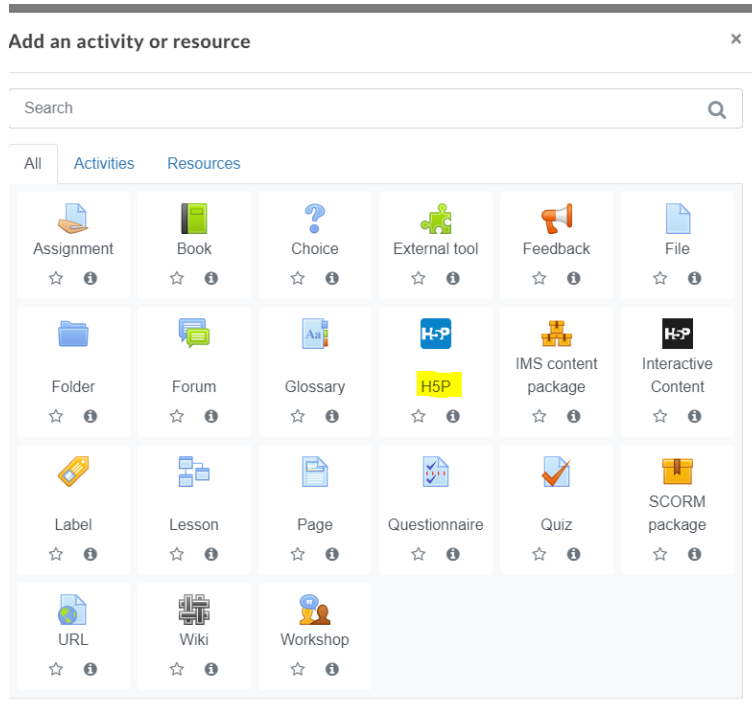 Add an activity or resource ×
Search
All Activities Resources
Assignment Book Choice External tool Feedback File
H5P H5P
IMS content Interactive
Folder Forum Glossary H5P package Content
SCORM
Label Lesson Page Questionnaire Quiz package
URL Wiki Workshop